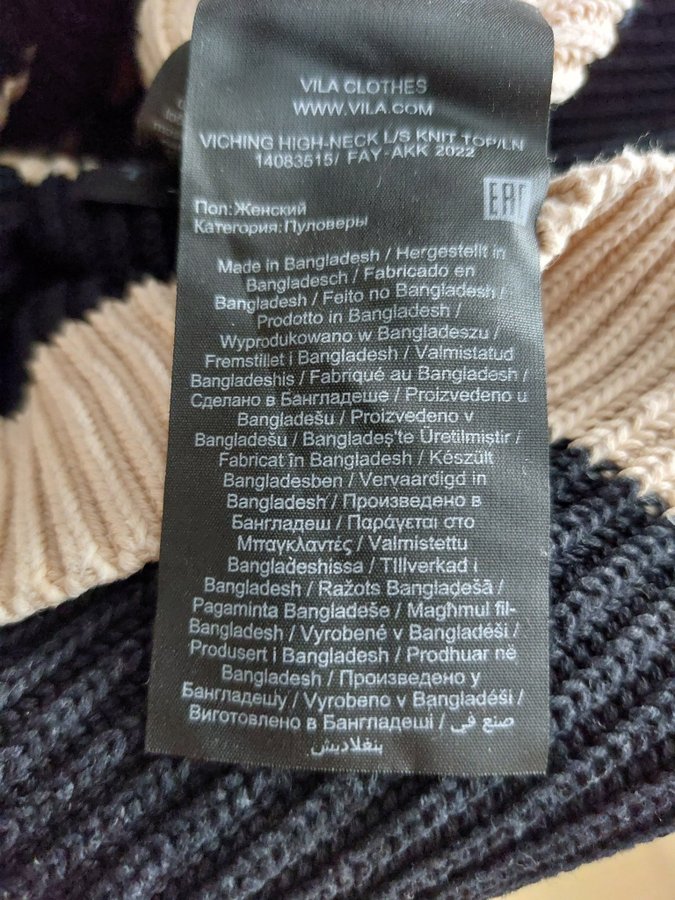 VILA CLOTHES
WWW.VILA.COM
VICHING HIGH-NECK L/S KNIT TOP/LN
14083515/ FAY-AKK 2022
EAC
Пол:Женский
Категория:Пуловеры
Made in Bangladesh / Hergestellt in
Bangladesch / Fabricado en
Bangladesh / Feito no Bangladesh /
Prodotto in Bangladesh /
Wyprodukowano w Bangladeszu /
Fremstillet i Bangladesh / Valmistatud
Bangladeshis / Fabriqué au Bangladesh /
Сделано в Бангладеше / Proizvedeno u
Bangladešu / Proizvedeno v
Bangladešu / Bangladeş'te Üretilmiştir /
Fabricat în Bangladesh / Készült
Bangladesben / Vervaardigd in
Bangladesh / Произведено в
Бангладеш / Παράγεται στο
Μπαγκλαντές / Valmistettu
Bangladeshissa / TIllverkad i
Bangladesh / Ražots Bangladešā /
Pagaminta Bangladeše / Magħmul fil-
Bangladesh / Vyrobené v Bangladéši /
Produsert i Bangladesh / Prodhuar në
Bangladesh / Произведено у
Бангладешу / Vyrobeno v Bangladéši /
Виготовлено в Бангладеші / صنع في
بنغلاديش